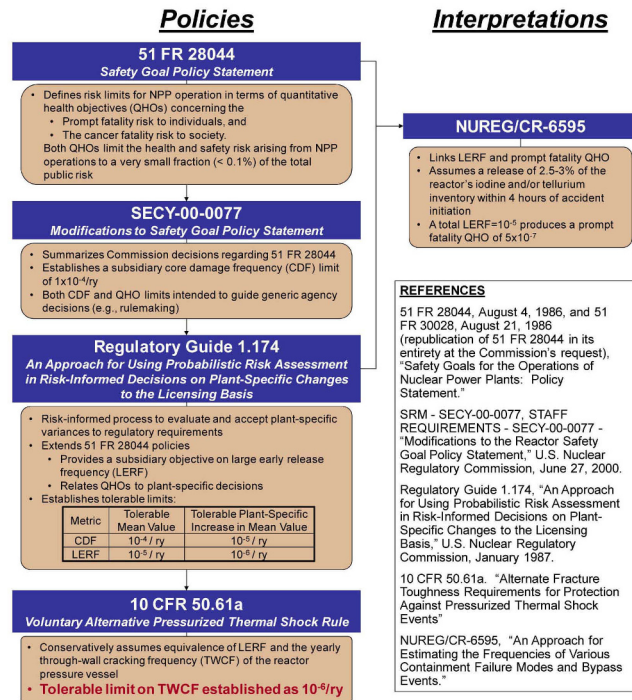 Policies
Interpretations
51 FR 28044
Safety Goal Policy Statement
• Defines risk limits for NPP operation in terms of quantitative
health objectives (QHOs) concerning the
• Prompt fatality risk to individuals, and
• The cancer fatality risk to society.
Both QHOs limit the health and safety risk arising from NPP
operations to a very small fraction (< 0.1%) of the total
public risk
SECY-00-0077
Modifications to Safety Goal Policy Statement
• Summarizes Commission decisions regarding 51 FR 28044
• Establishes a subsidiary core damage frequency (CDF) limit
of 1x10⁻⁴/ry
• Both CDF and QHO limits intended to guide generic agency
decisions (e.g., rulemaking)
Regulatory Guide 1.174
An Approach for Using Probabilistic Risk Assessment
in Risk-Informed Decisions on Plant-Specific Changes
to the Licensing Basis
• Risk-informed process to evaluate and accept plant-specific
variances to regulatory requirements
• Extends 51 FR 28044 policies
• Provides a subsidiary objective on large early release
frequency (LERF)
• Relates QHOs to plant-specific decisions
• Establishes tolerable limits:
Metric
Tolerable
Mean Value
Tolerable Plant-Specific
Increase in Mean Value
CDF 10⁻⁴ / ry 10⁻⁵ / ry
LERF 10⁻⁵ / ry 10⁻⁶ / ry
10 CFR 50.61a
Voluntary Alternative Pressurized Thermal Shock Rule
• Conservatively assumes equivalence of LERF and the yearly
through-wall cracking frequency (TWCF) of the reactor
pressure vessel
• Tolerable limit on TWCF established as 10⁻⁶/ry
NUREG/CR-6595
• Links LERF and prompt fatality QHO
• Assumes a release of 2.5-3% of the
reactor's iodine and/or tellurium
inventory within 4 hours of accident
initiation
• A total LERF=10⁻⁵ produces a prompt
fatality QHO of 5x10⁻⁷
REFERENCES
51 FR 28044, August 4, 1986, and 51
FR 30028, August 21, 1986
(republication of 51 FR 28044 in its
entirety at the Commission's request),
"Safety Goals for the Operations of
Nuclear Power Plants: Policy
Statement."
SRM - SECY-00-0077, STAFF
REQUIREMENTS - SECY-00-0077 -
"Modifications to the Reactor Safety
Goal Policy Statement," U.S. Nuclear
Regulatory Commission, June 27, 2000.
Regulatory Guide 1.174, "An Approach
for Using Probabilistic Risk Assessment
in Risk-Informed Decisions on Plant-
Specific Changes to the Licensing
Basis," U.S. Nuclear Regulatory
Commission, January 1987.
10 CFR 50.61a. "Alternate Fracture
Toughness Requirements for Protection
Against Pressurized Thermal Shock
Events"
NUREG/CR-6595, "An Approach for
Estimating the Frequencies of Various
Containment Failure Modes and Bypass
Events."